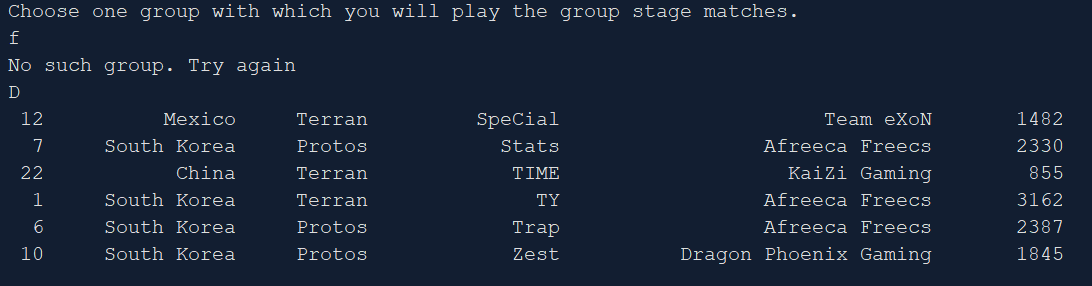 Choose one group with which you will play the group stage matches.
f
No such group. Try again
D
12 Mexico Terran SpeCial Team eXoN 1482
7 South Korea Protos Stats Afreeca Freecs 2330
22 China Terran TIME KaiZi Gaming 855
1 South Korea Terran TY Afreeca Freecs 3162
6 South Korea Protos Trap Afreeca Freecs 2387
10 South Korea Protos Zest Dragon Phoenix Gaming 1845